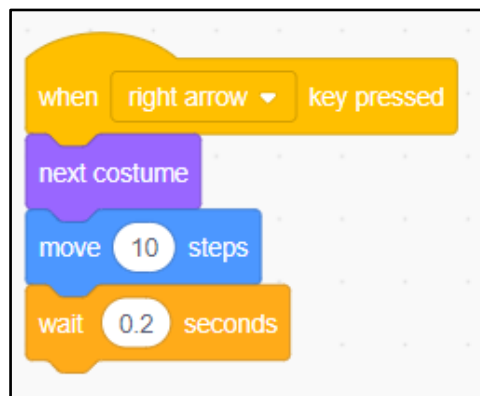 when right arrow key pressed
next costume
move 10 steps
wait 0.2 seconds